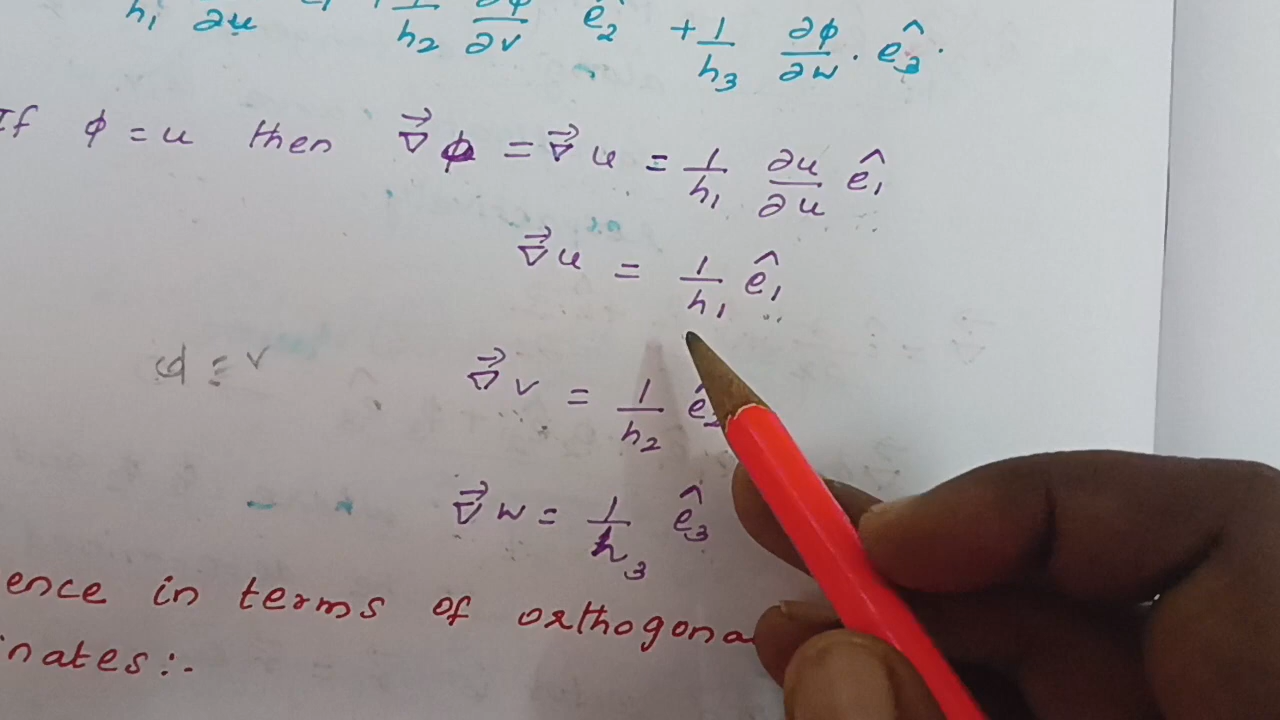 h₁ ∂u + 1/h₂ ∂φ/∂v ê₂ + 1/h₃ ∂φ/∂w · ê₃.
If φ = u then ∇⃗φ = ∇⃗u = 1/h₁ ∂u/∂u ê₁
∇⃗u = 1/h₁ ê₁
φ = v ∇⃗v = 1/h₂ ê₂
∇⃗w = 1/h₃ ê₃
ence in terms of orthogona
nates:-